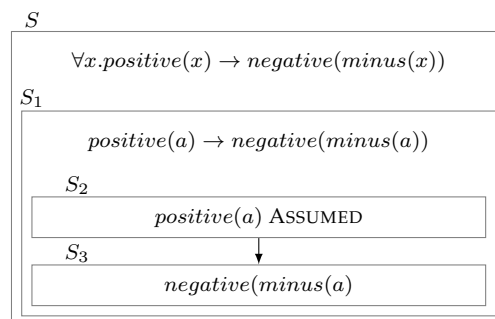 S
∀x.positive(x) → negative(minus(x))
S₁
positive(a) → negative(minus(a))
S₂
positive(a) ASSUMED
S₃
negative(minus(a)